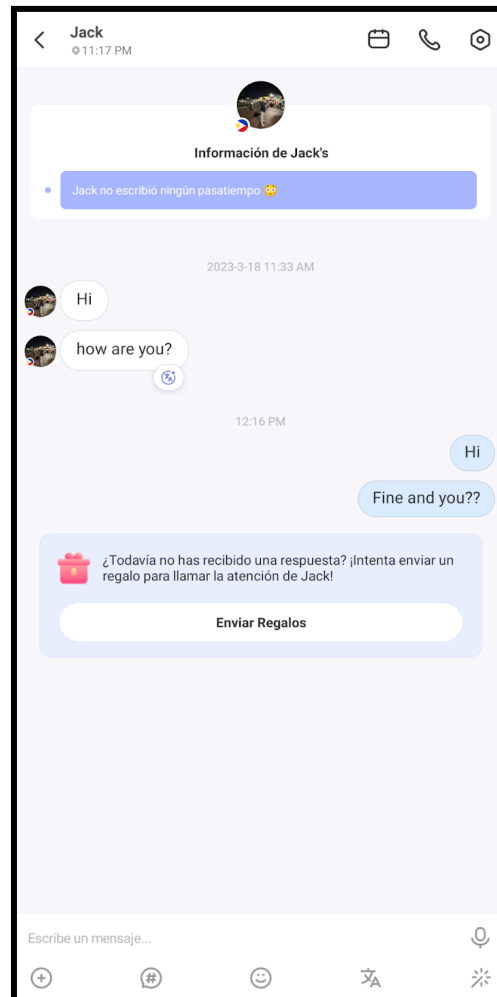 Jack
11:17 PM
Información de Jack's
Jack no escribió ningún pasatiempo 😳
2023-3-18 11:33 AM
Hi
how are you?
12:16 PM
Hi
Fine and you??
¿Todavía no has recibido una respuesta? ¡Intenta enviar un
regalo para llamar la atención de Jack!
Enviar Regalos
Escribe un mensaje...